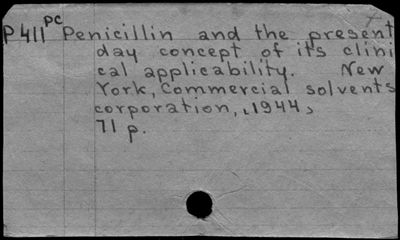 P411 pc Penicillin and the present
day concept of its clini
cal applicability. New
York, Commercial solvents
corporation, 1944,
71 p.